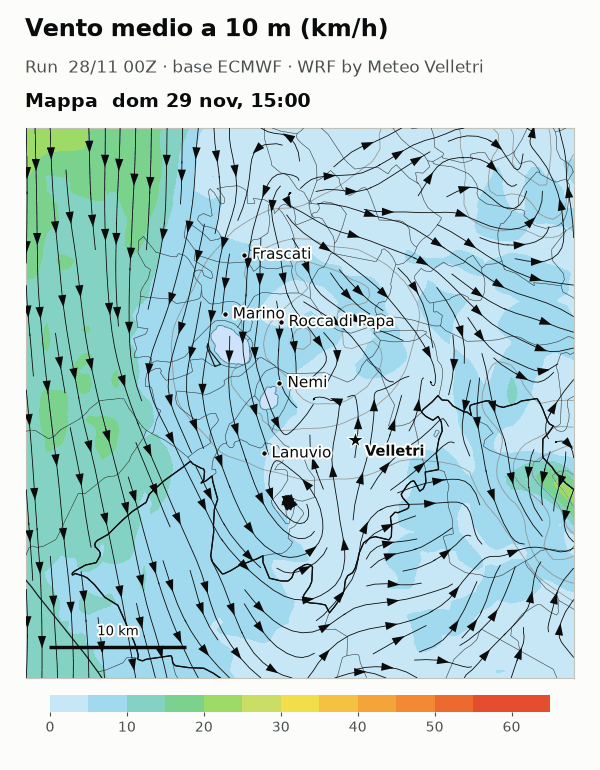 Vento medio a 10 m (km/h)
Run  28/11 00Z · base ECMWF · WRF by Meteo Velletri
Mappa  dom 29 nov, 15:00
Frascati
Marino
Rocca di Papa
Nemi
Velletri
Lanuvio
10 km
0 10 20 30 40 50 60